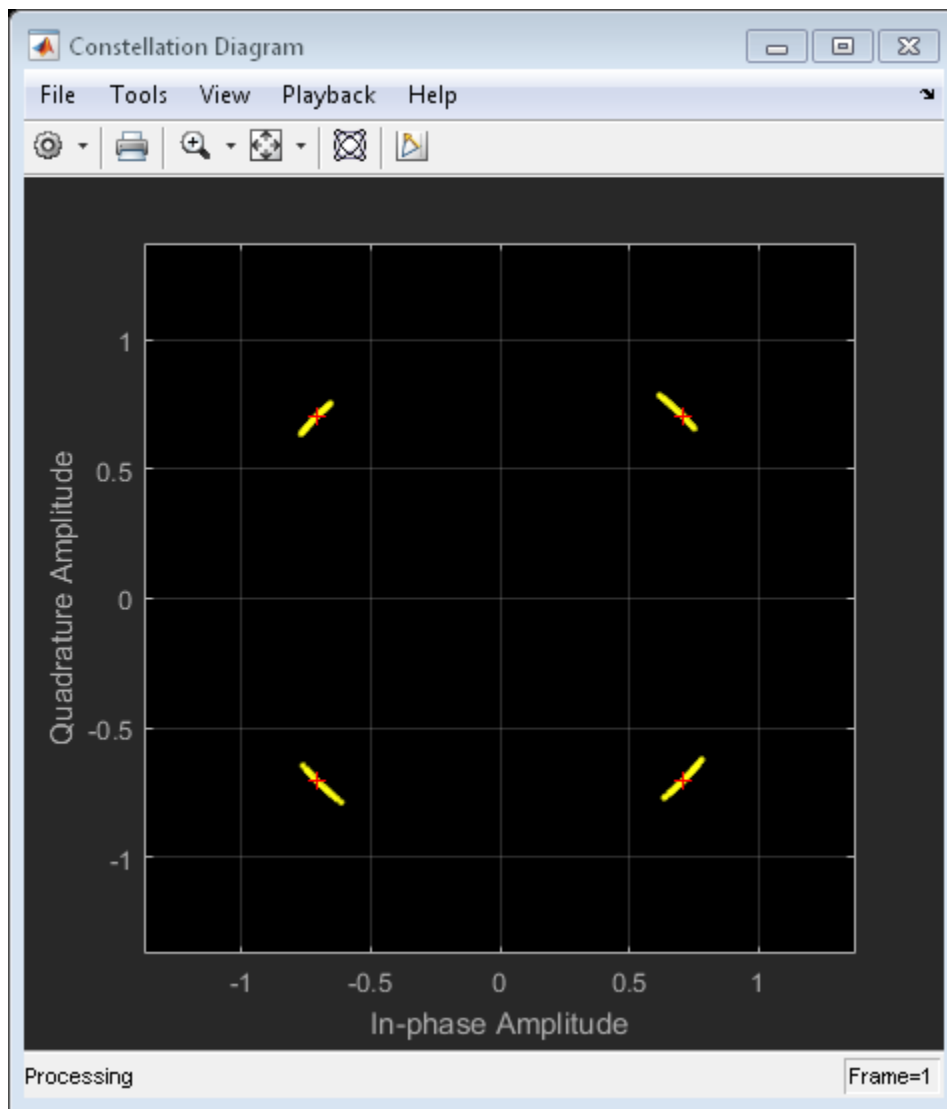 Constellation Diagram
File Tools View Playback Help
Quadrature Amplitude
1
0.5
0
-0.5
-1
-1 -0.5 0 0.5 1
In-phase Amplitude
Processing Frame=1